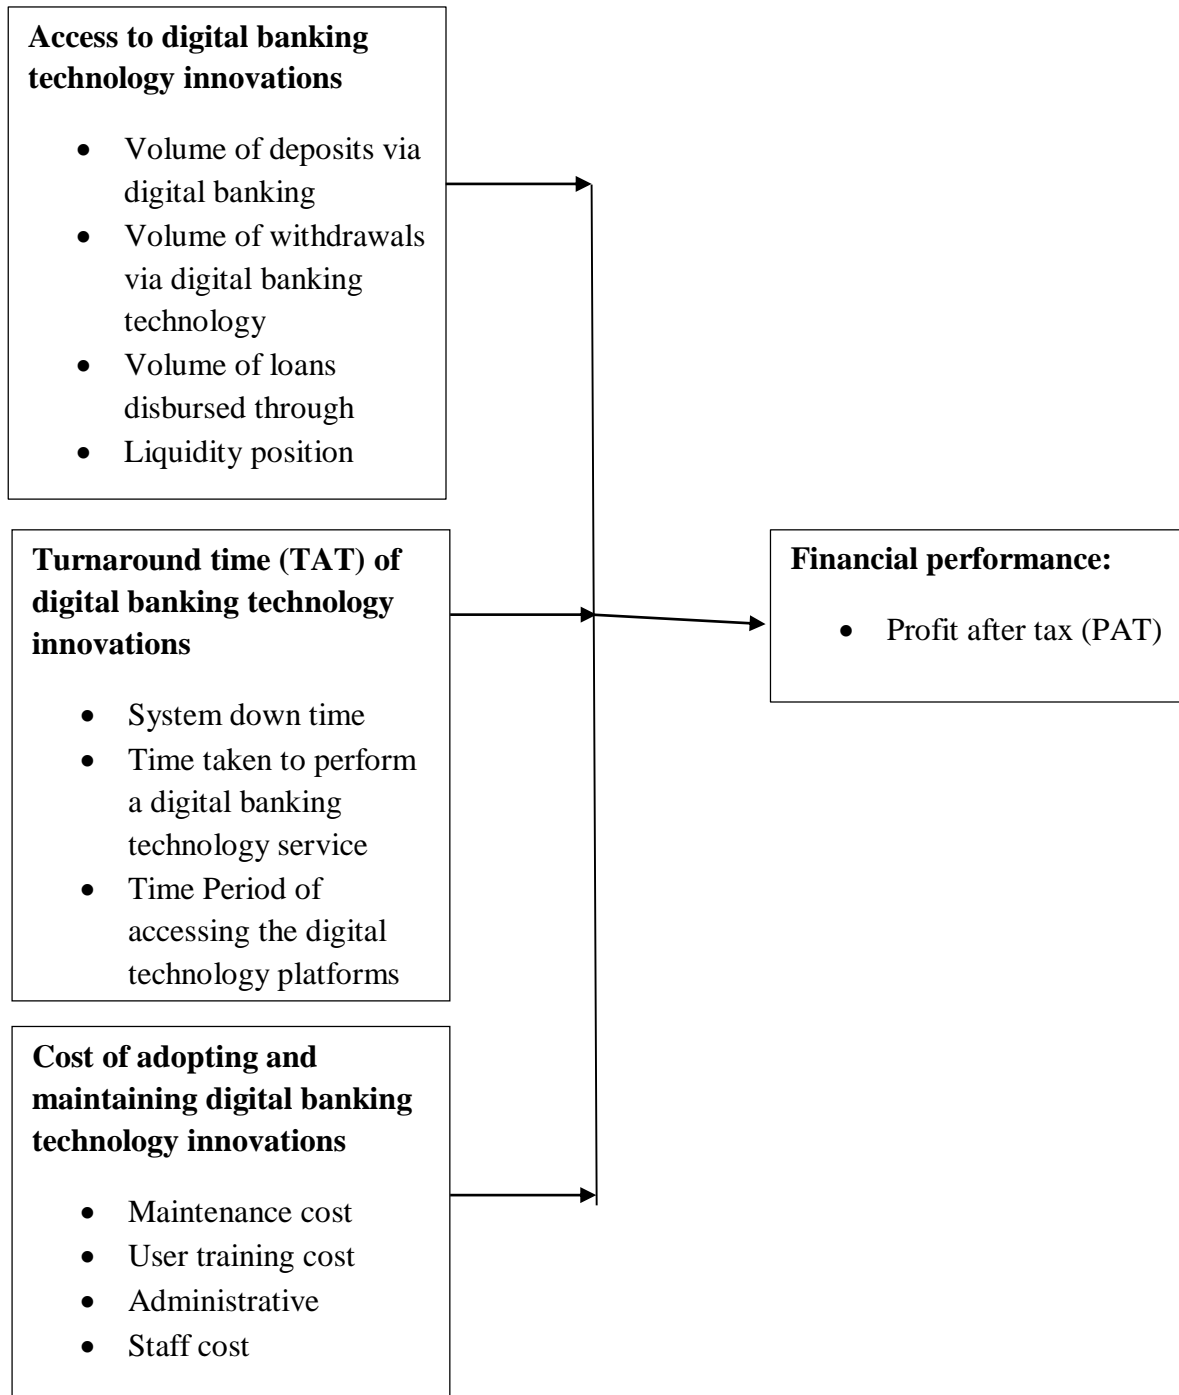 Access to digital banking
technology innovations
• Volume of deposits via
digital banking
• Volume of withdrawals
via digital banking
technology
• Volume of loans
disbursed through
• Liquidity position
Turnaround time (TAT) of
digital banking technology
innovations
• System down time
• Time taken to perform
a digital banking
technology service
• Time Period of
accessing the digital
technology platforms
Cost of adopting and
maintaining digital banking
technology innovations
• Maintenance cost
• User training cost
• Administrative
• Staff cost
Financial performance:
• Profit after tax (PAT)